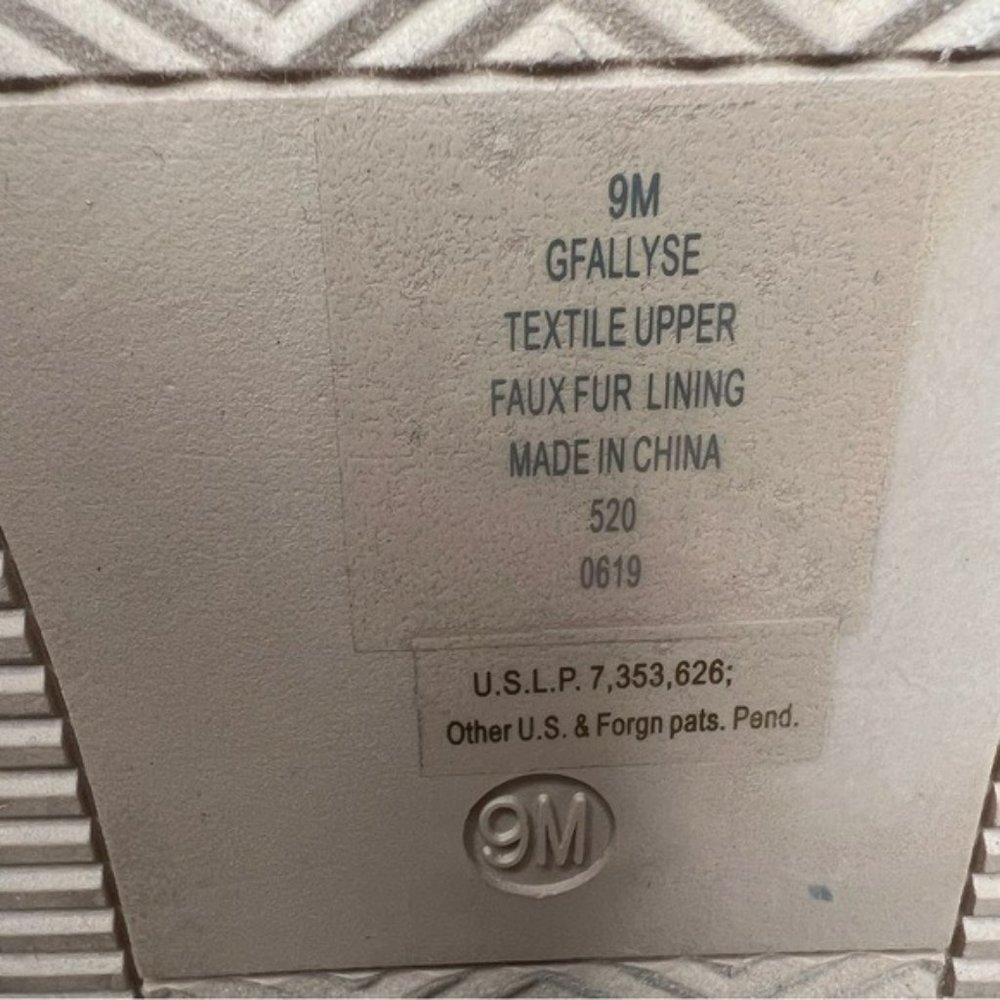 9M
GFALLYSE
TEXTILE UPPER
FAUX FUR LINING
MADE IN CHINA
520
0619
U.S.L.P. 7,353,626;
Other U.S. & Forgn pats. Pend.
9M